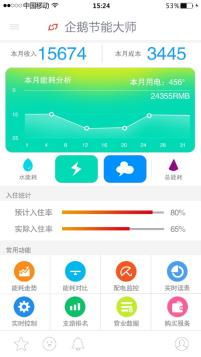 中国移动 15:24 53%
企鹅节能大师
本月收入 15674 本月成本 3445
本月能耗分析 本月用电：456°
24355RMB
5
15
25
1 4 8 12 16 20 24 28 31
水能耗 总能耗
入住统计
预计入住率 80%
实际入住率 65%
常用功能
能耗走势 能耗对比 配电监控 实时读表
实时控制 支路排名 营业数据 购买服务